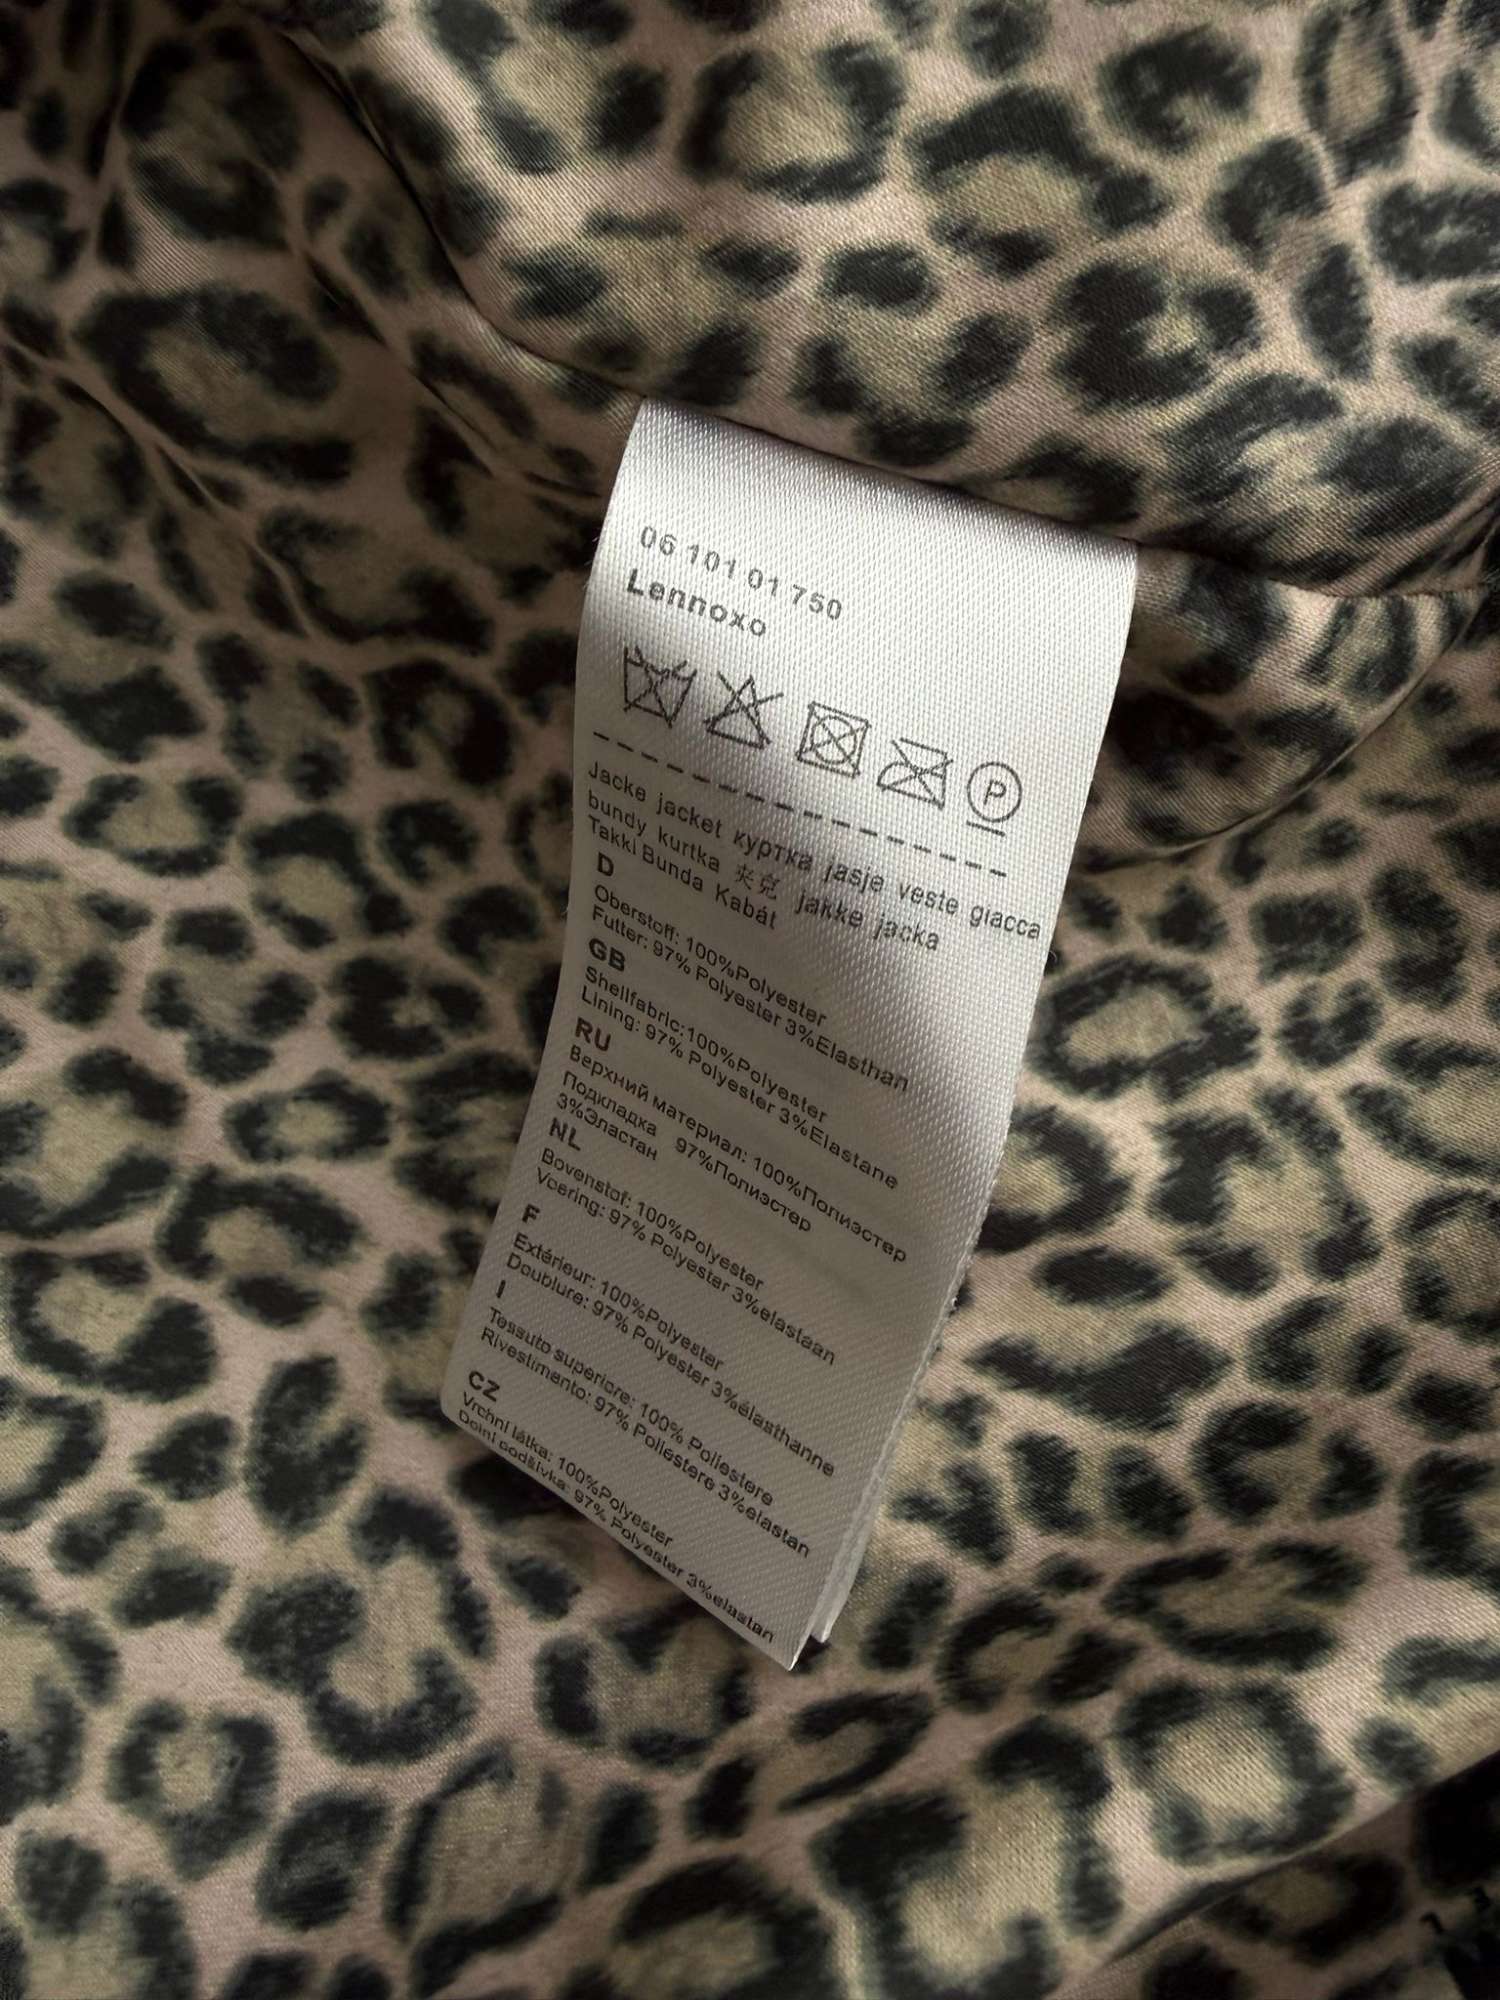 06 101 01 750
Lennoxo
P
Jacke jacket куртка jasje veste giacca
bundy kurtka 夹克 jakke jacka
Takki Bunda Kabát
D
Oberstoff: 100%Polyester
Futter: 97% Polyester 3%Elasthan
GB
Shellfabric:100%Polyester
Lining: 97% Polyester 3%Elastane
RU
Верхний материал: 100%Полиэстер
Подкладка 97%Полиэстер
3%Эластан
NL
Bovenstof: 100%Polyester
Voering: 97% Polyester 3%elastaan
F
Extérieur: 100%Polyester
Doublure: 97% Polyester 3%élasthanne
I
Tessuto superiore: 100% Poliestere
Rivestimento: 97% Poliestere 3%elastan
CZ
Vrchní látka: 100%Polyester
Dolní podšívka: 97% Polyester 3%elastan